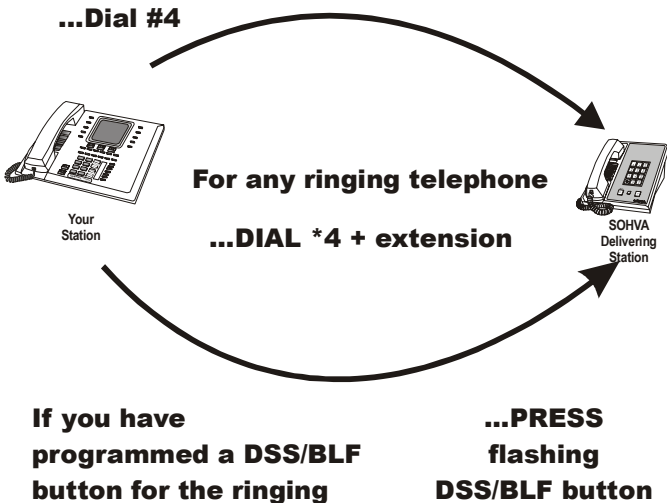 ...Dial #4
For any ringing telephone
Your
Station
...DIAL *4 + extension
SOHVA
Delivering
Station
If you have
programmed a DSS/BLF
button for the ringing
...PRESS
flashing
DSS/BLF button